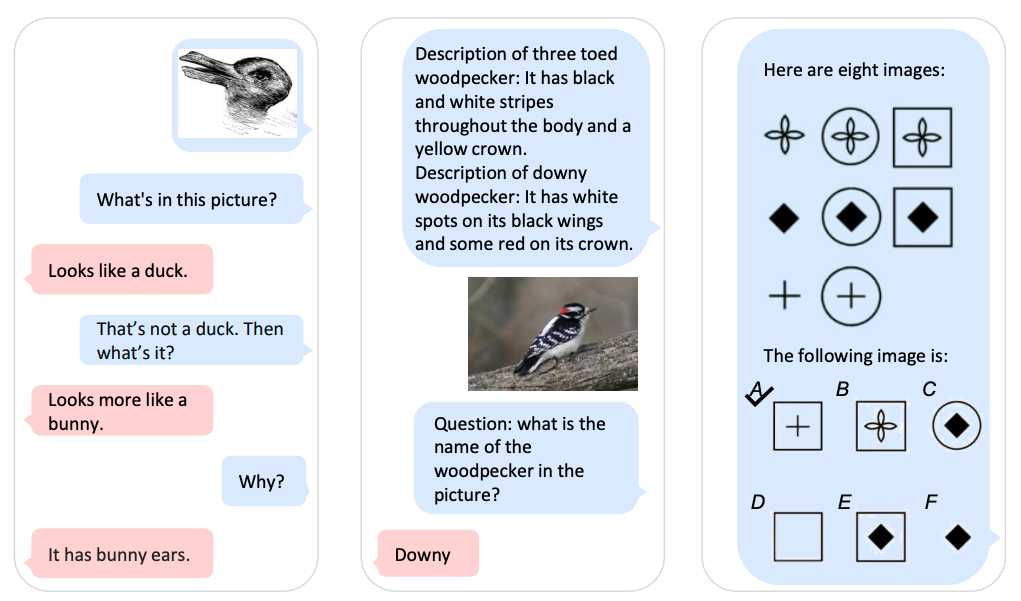 What's in this picture?
Looks like a duck.
That’s not a duck. Then
what’s it?
Looks more like a
bunny.
Why?
It has bunny ears.
Description of three toed
woodpecker: It has black
and white stripes
throughout the body and a
yellow crown.
Description of downy
woodpecker: It has white
spots on its black wings
and some red on its crown.
Question: what is the
name of the
woodpecker in the
picture?
Downy
Here are eight images:
The following image is:
A
B
C
D
E
F